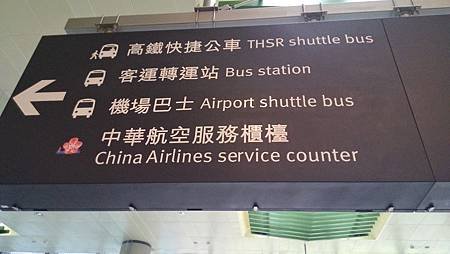 高鐵快捷公車 THSR shuttle bus
客運轉運站 Bus station
機場巴士 Airport shuttle bus
中華航空服務櫃檯
China Airlines service counter